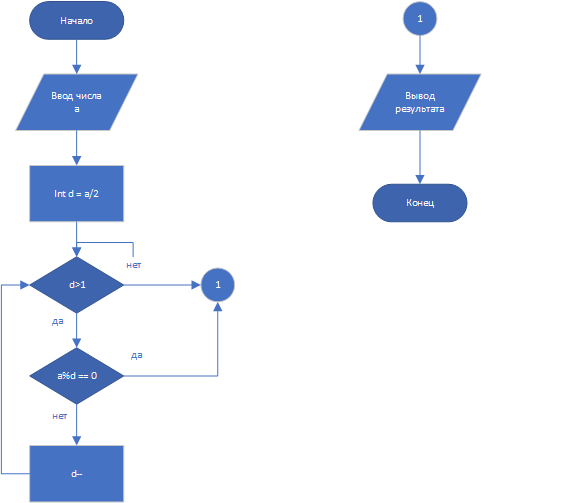 Начало
Ввод числа
a
Int d = a/2
нет
d>1
1
да
да
a%d == 0
нет
d--
1
Вывод
результата
Конец